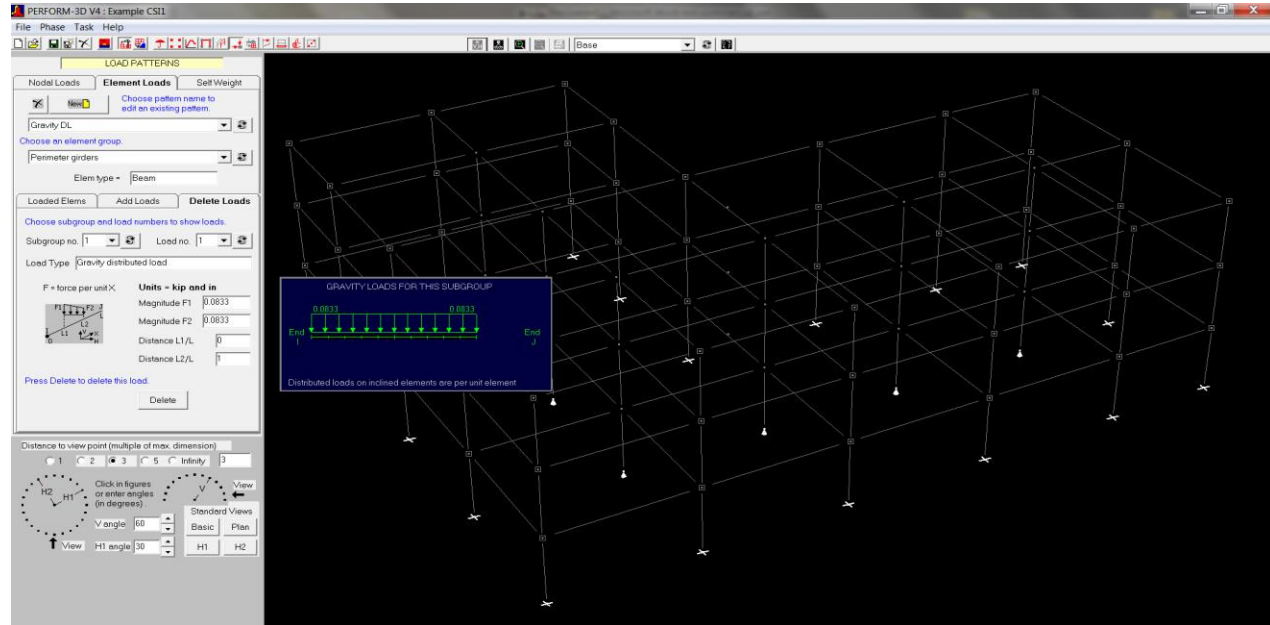 PERFORM-3D V4 : Example CSI1
File Phase Task Help
Base
LOAD PATTERNS
Nodal Loads Element Loads Self Weight
New
Choose pattern name to
edit an existing pattern.
Gravity DL
Choose an element group.
Perimeter girders
Elem type = Beam
Loaded Elems Add Loads Delete Loads
Choose subgroup and load numbers to show loads.
Subgroup no. 1 Load no. 1
Load Type Gravity distributed load
F = force per unit X. Units = kip and in
Magnitude F1 0.0833
Magnitude F2 0.0833
Distance L1/L 0
Distance L2/L 1
F1 F2 J
L
L2
L1 V X
I
O H
Press Delete to delete this load.
Delete
GRAVITY LOADS FOR THIS SUBGROUP
0.0833 0.0833
End End
I J
Distributed loads on inclined elements are per unit element
Distance to view point (multiple of max. dimension)
1 2 3 5 Infinity 3
H2 H1
Click in figures
or enter angles
(in degrees).
V View
Standard Views
V angle 60 Basic Plan
View H1 angle 30 H1 H2